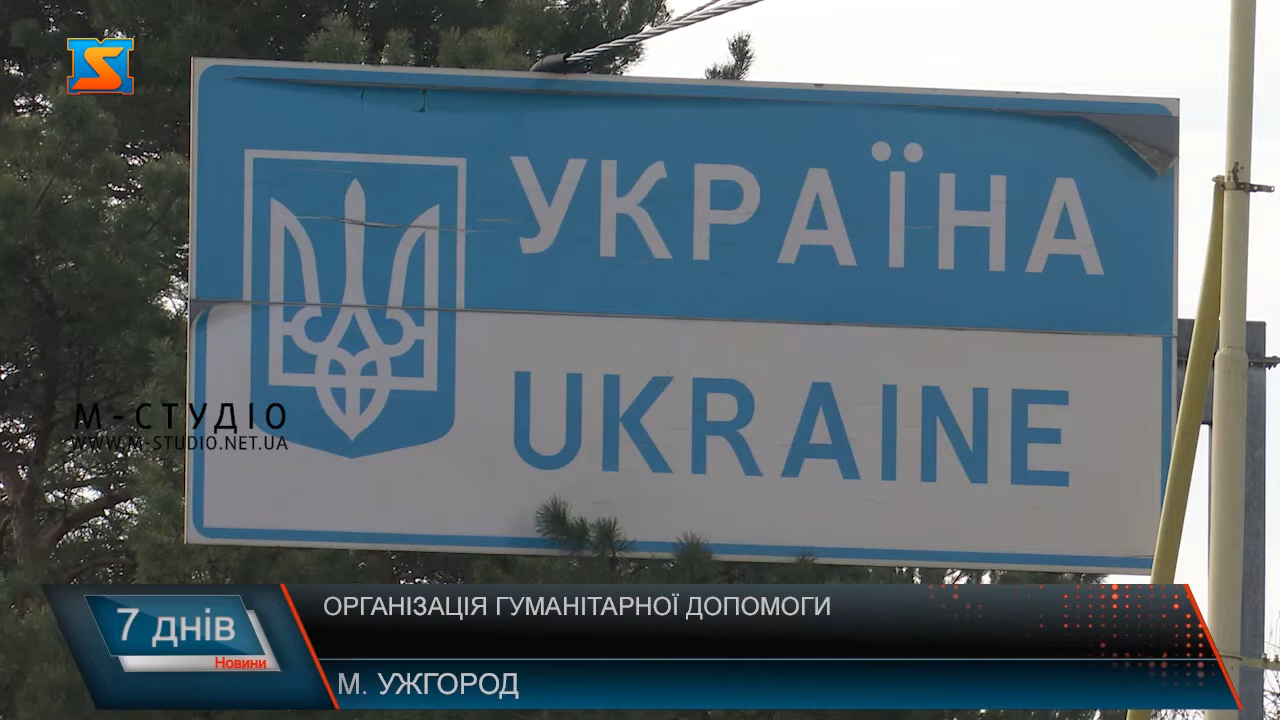 УКРАЇНА
UKRAINE
М-СТУДІО
WWW.M-STUDIO.NET.UA
ОРГАНІЗАЦІЯ ГУМАНІТАРНОЇ ДОПОМОГИ
7 днів
Новини
М. УЖГОРОД